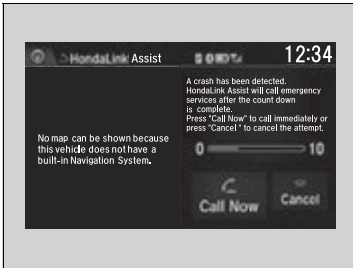 HondaLink Assist
12:34
A crash has been detected.
HondaLink Assist will call emergency
services after the count down
is complete.
Press "Call Now" to call immediately or
press "Cancel" to cancel the attempt.
No map can be shown because
this vehicle does not have a
built-in Navigation System.
0 10
Call Now
Cancel